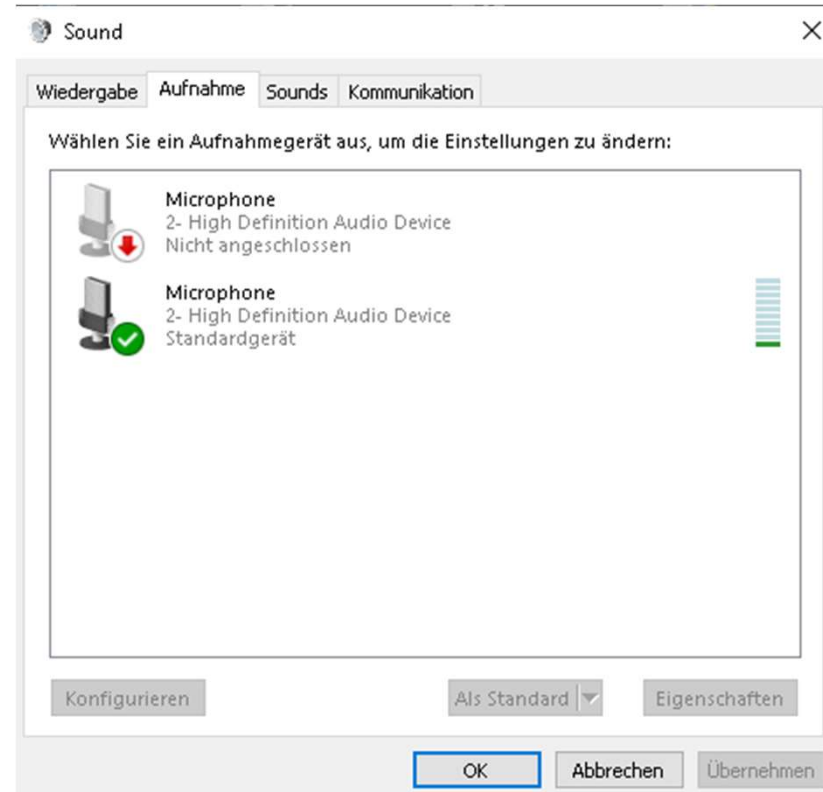 Sound
Wiedergabe Aufnahme Sounds Kommunikation
Wählen Sie ein Aufnahmegerät aus, um die Einstellungen zu ändern:
Microphone
2- High Definition Audio Device
Nicht angeschlossen
Microphone
2- High Definition Audio Device
Standardgerät
Konfigurieren Als Standard Eigenschaften
OK Abbrechen Übernehmen